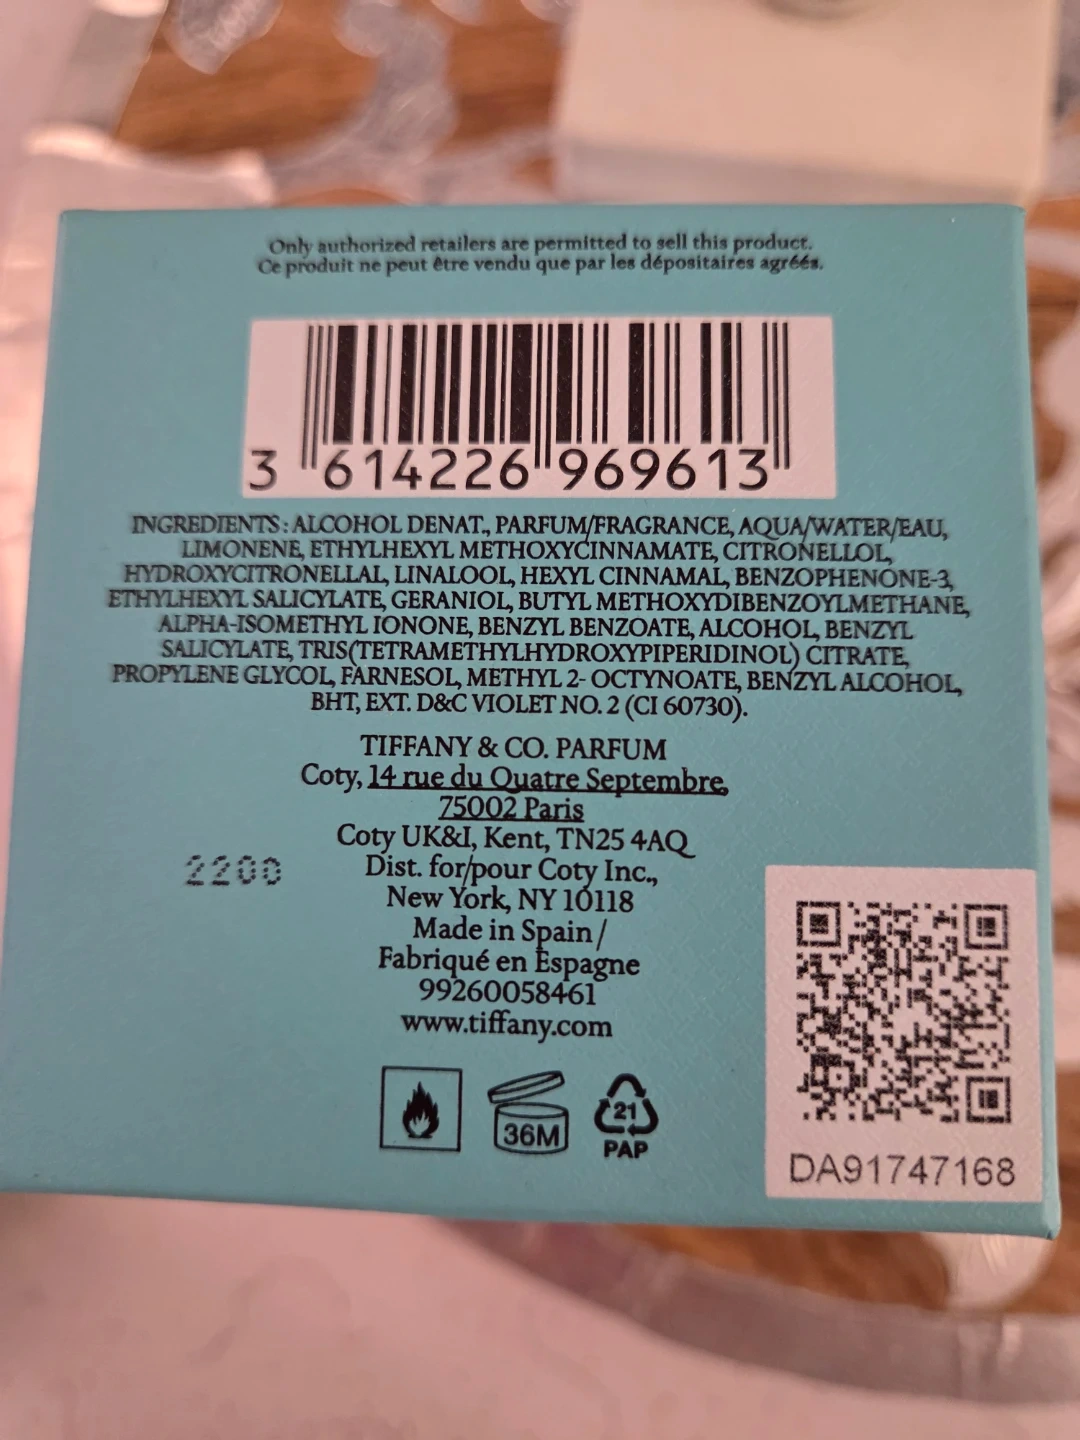 Only authorized retailers are permitted to sell this product.
Ce produit ne peut être vendu que par les dépositaires agréés.
3 614226 969613
INGREDIENTS : ALCOHOL DENAT., PARFUM/FRAGRANCE, AQUA/WATER/EAU,
LIMONENE, ETHYLHEXYL METHOXYCINNAMATE, CITRONELLOL,
HYDROXYCITRONELLAL, LINALOOL, HEXYL CINNAMAL, BENZOPHENONE-3,
ETHYLHEXYL SALICYLATE, GERANIOL, BUTYL METHOXYDIBENZOYLMETHANE,
ALPHA-ISOMETHYL IONONE, BENZYL BENZOATE, ALCOHOL, BENZYL
SALICYLATE, TRIS(TETRAMETHYLHYDROXYPIPERIDINOL) CITRATE,
PROPYLENE GLYCOL, FARNESOL, METHYL 2- OCTYNOATE, BENZYL ALCOHOL,
BHT, EXT. D&C VIOLET NO. 2 (CI 60730).
TIFFANY & CO. PARFUM
Coty, 14 rue du Quatre Septembre,
75002 Paris
Coty UK&I, Kent, TN25 4AQ
2200
Dist. for/pour Coty Inc.,
New York, NY 10118
Made in Spain/
Fabriqué en Espagne
99260058461
www.tiffany.com
36M
21
PAP
DA91747168